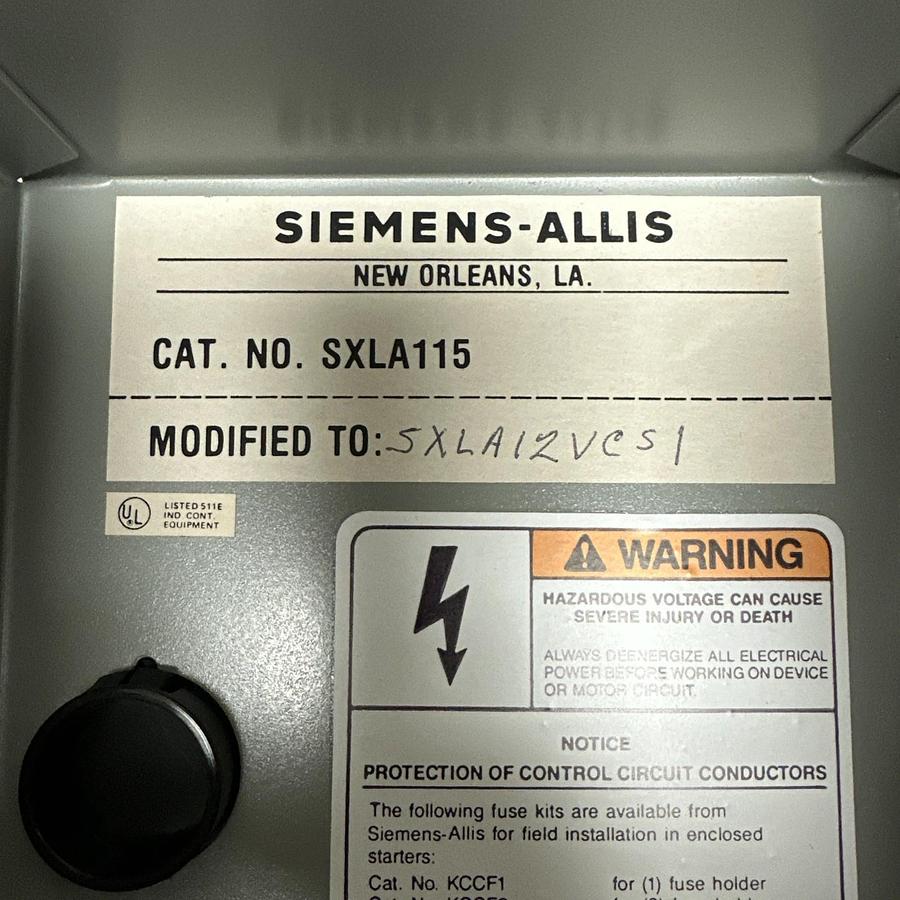 SIEMENS-ALLIS
NEW ORLEANS, LA.
CAT. NO. SXLA115
MODIFIED TO: SXLA12VCS1
UL
LISTED 511E
IND CONT.
EQUIPMENT
WARNING
HAZARDOUS VOLTAGE CAN CAUSE
SEVERE INJURY OR DEATH
ALWAYS DEENERGIZE ALL ELECTRICAL
POWER BEFORE WORKING ON DEVICE
OR MOTOR CIRCUIT.
NOTICE
PROTECTION OF CONTROL CIRCUIT CONDUCTORS
The following fuse kits are available from
Siemens-Allis for field installation in enclosed
starters:
Cat. No. KCCF1 for (1) fuse holder